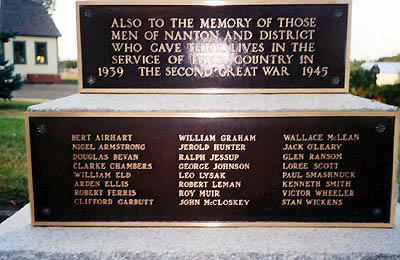 ALSO TO THE MEMORY OF THOSE
MEN OF NANTON AND DISTRICT
WHO GAVE THEIR LIVES IN THE
SERVICE OF THEIR COUNTRY IN
1939 THE SECOND GREAT WAR 1945
BERT AIRHART
NIGEL ARMSTRONG
DOUGLAS BEVAN
CLARKE CHAMBERS
WILLIAM ELD
ARDEN ELLIS
ROBERT FERRIS
CLIFFORD GARBUTT
WILLIAM GRAHAM
JEROLD HUNTER
RALPH JESSUP
GEORGE JOHNSON
LEO LYSAK
ROBERT LEMAN
ROY MUIR
JOHN McCLOSKEY
WALLACE McLEAN
JACK O'LEARY
GLEN RANSOM
LOREE SCOTT
PAUL SMASHNUCK
KENNETH SMITH
VICTOR WHEELER
STAN WICKENS